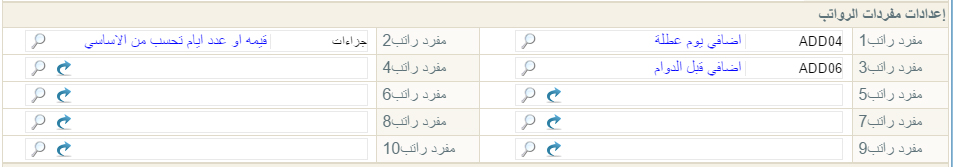 إعدادات مفردات الرواتب
مفرد راتب1 ADD04 اضافي يوم عطلة مفرد راتب2 جزاءات قيمه او عدد ايام تحسب من الاساسي
مفرد راتب3 ADD06 اضافي قبل الدوام مفرد راتب4
مفرد راتب5 مفرد راتب6
مفرد راتب7 مفرد راتب8
مفرد راتب9 مفرد راتب10